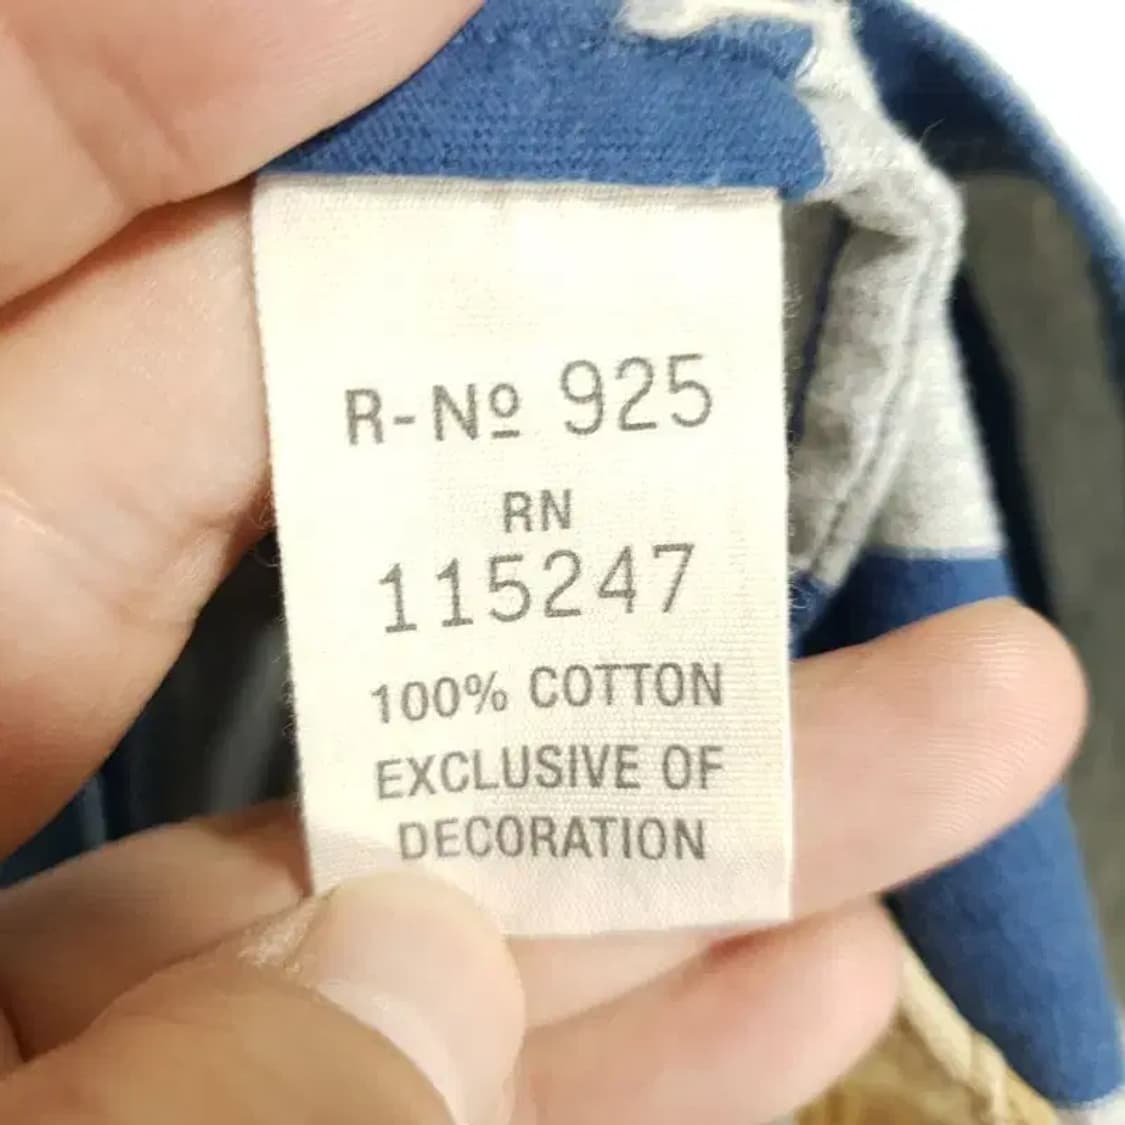 R-Nº 925
RN
115247
100% COTTON
EXCLUSIVE OF
DECORATION